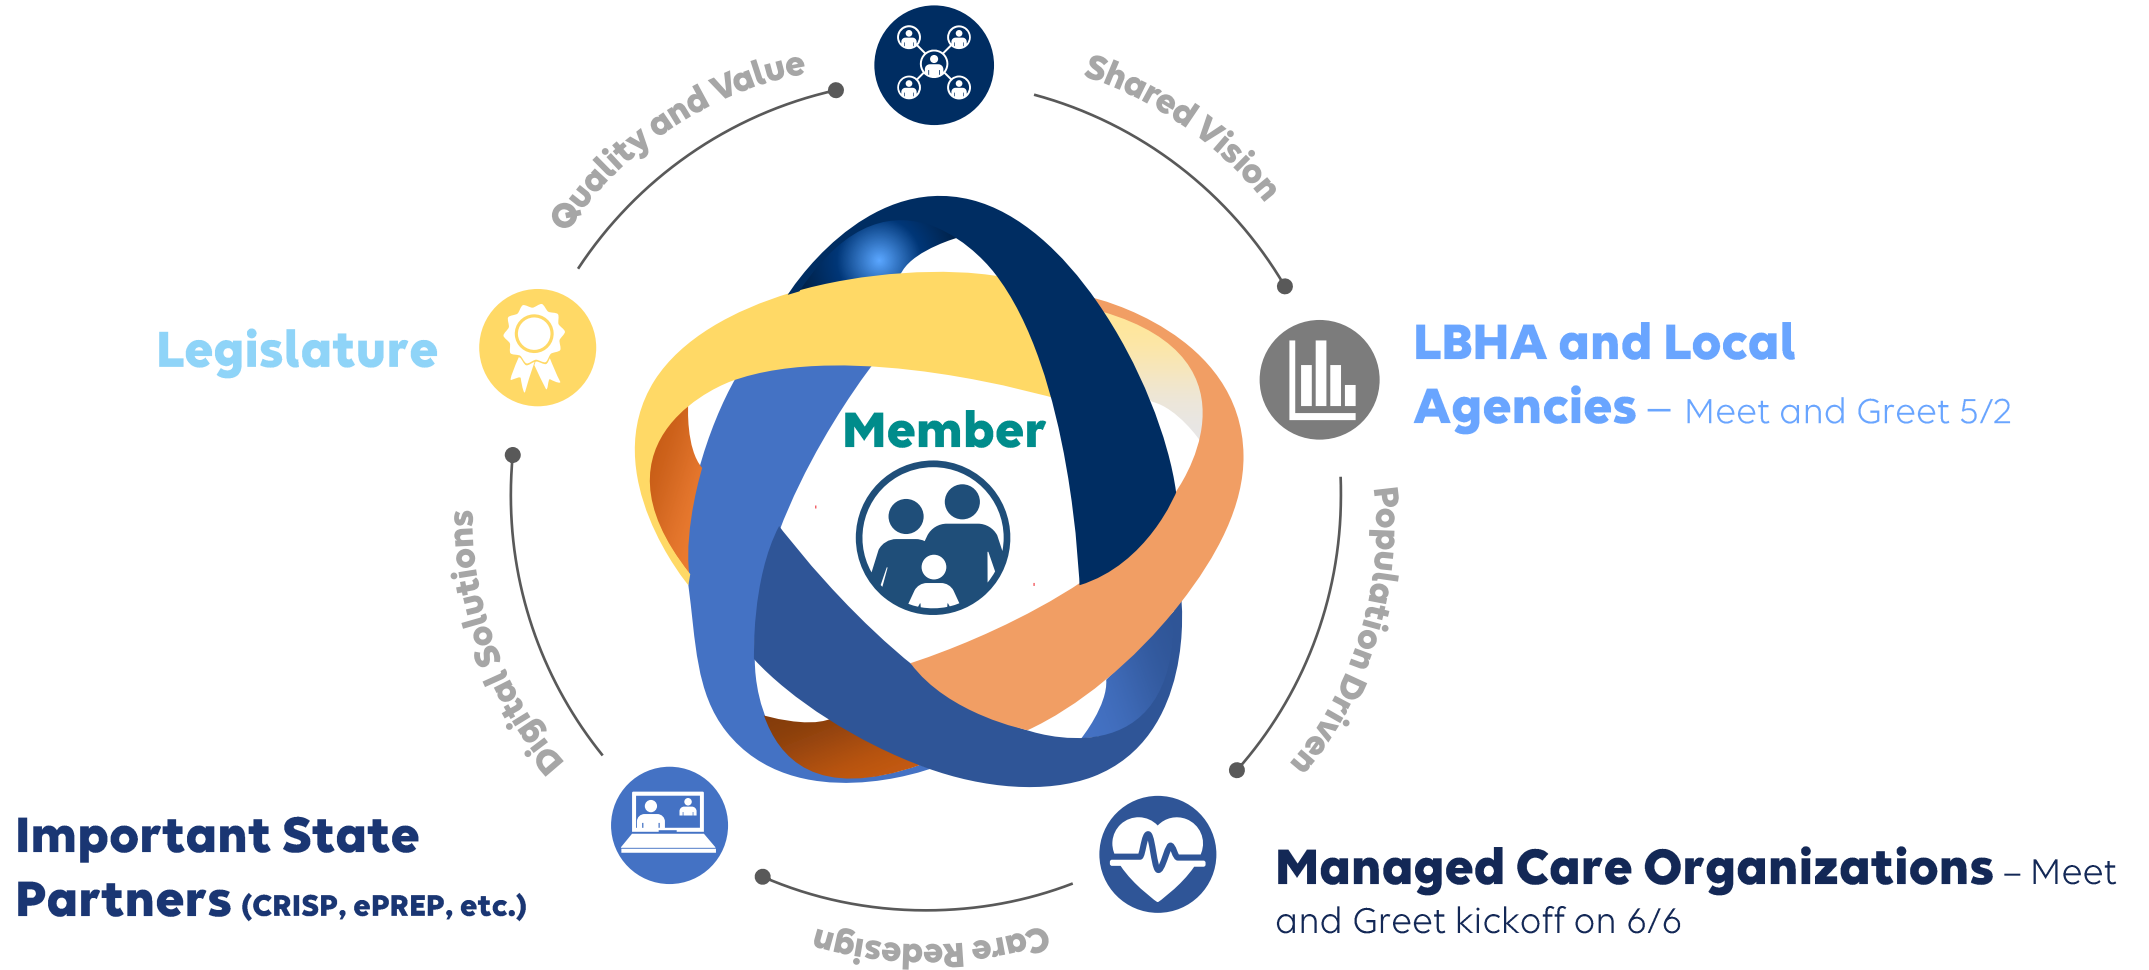 Quality and Value
Shared Vision
Legislature
LBHA and Local
Agencies – Meet and Greet 5/2
Member
Digital Solutions
Population Driven
Important State
Partners (CRISP, ePREP, etc.)
Managed Care Organizations – Meet
and Greet kickoff on 6/6
Care Redesign